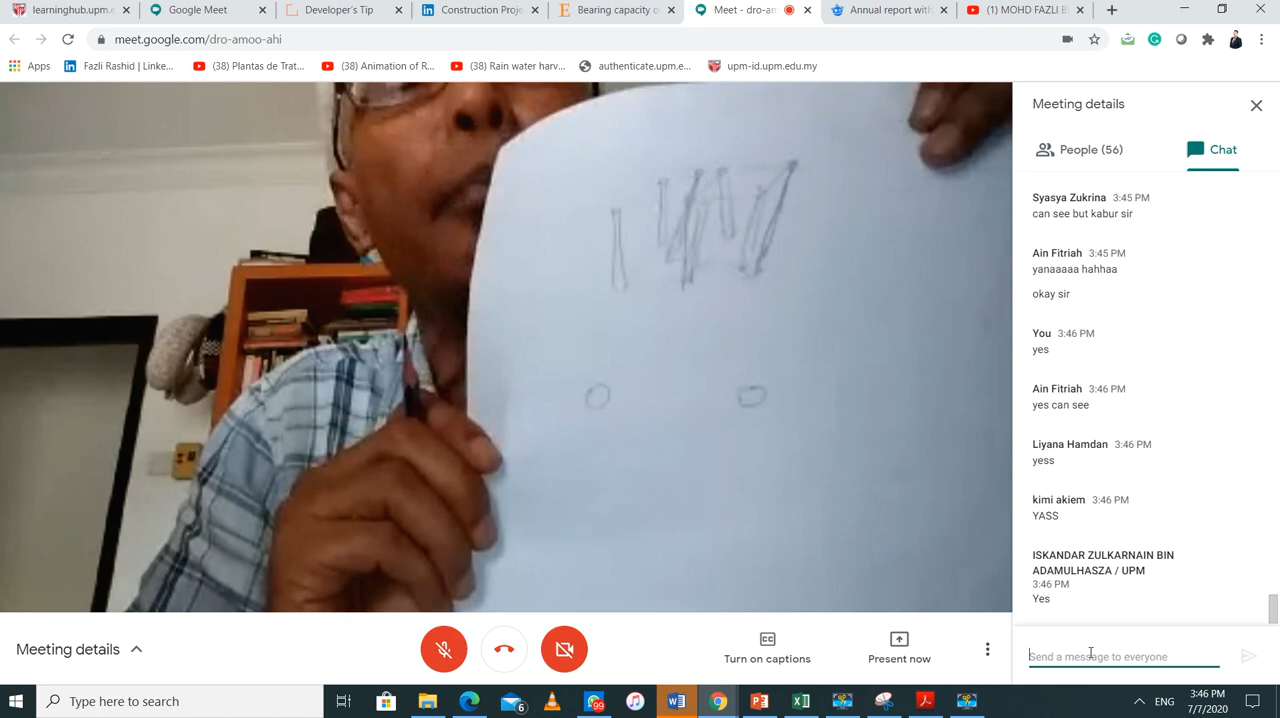 learninghub.upm.e
Google Meet
Developer's Tip
Construction Proje
Bearing capacity o
Meet - dro-am
Annual report with
(1) MOHD FAZLI B
meet.google.com/dro-amoo-ahi
Apps
Fazli Rashid | Linke...
(38) Plantas de Trat...
(38) Animation of R...
(38) Rain water harv...
authenticate.upm.e...
upm-id.upm.edu.my
Meeting details
People (56)
Chat
Syasya Zukrina 3:45 PM
can see but kabur sir
Ain Fitriah 3:45 PM
yanaaaaa hahhaa
okay sir
You 3:46 PM
yes
Ain Fitriah 3:46 PM
yes can see
Liyana Hamdan 3:46 PM
yess
kimi akiem 3:46 PM
YASS
ISKANDAR ZULKARNAIN BIN
ADAMULHASZA / UPM
3:46 PM
Yes
Send a message to everyone
Meeting details
Turn on captions
Present now
Type here to search
6
99
ENG
3:46 PM
7/7/2020